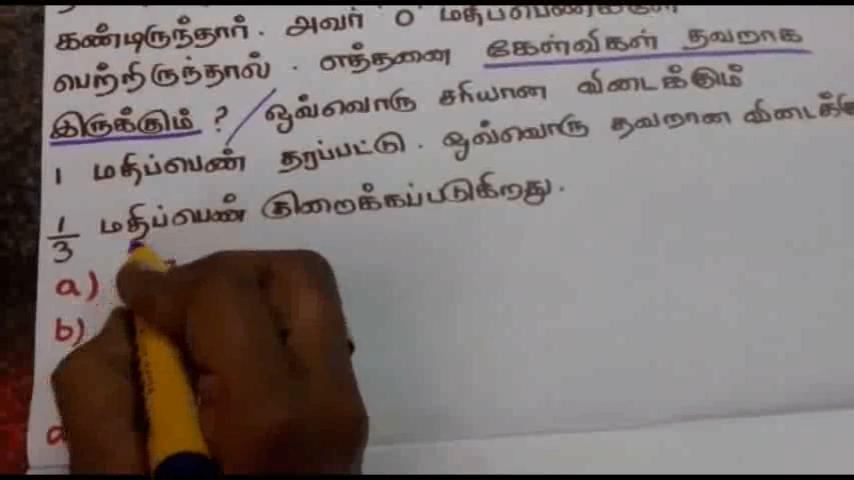 கண்டிருந்தார். அவர் 0 மதிப்பெண்கள்
பெற்றிருந்தால். எத்தனை கேள்விகள் தவறாக
இருக்கும்? ஒவ்வொரு சரியான விடைக்கும்
1 மதிப்பெண் தரப்பட்டு. ஒவ்வொரு தவறான
1/3 மதிப்பெண் குறைக்கப்படுகிறது.
a)
b)